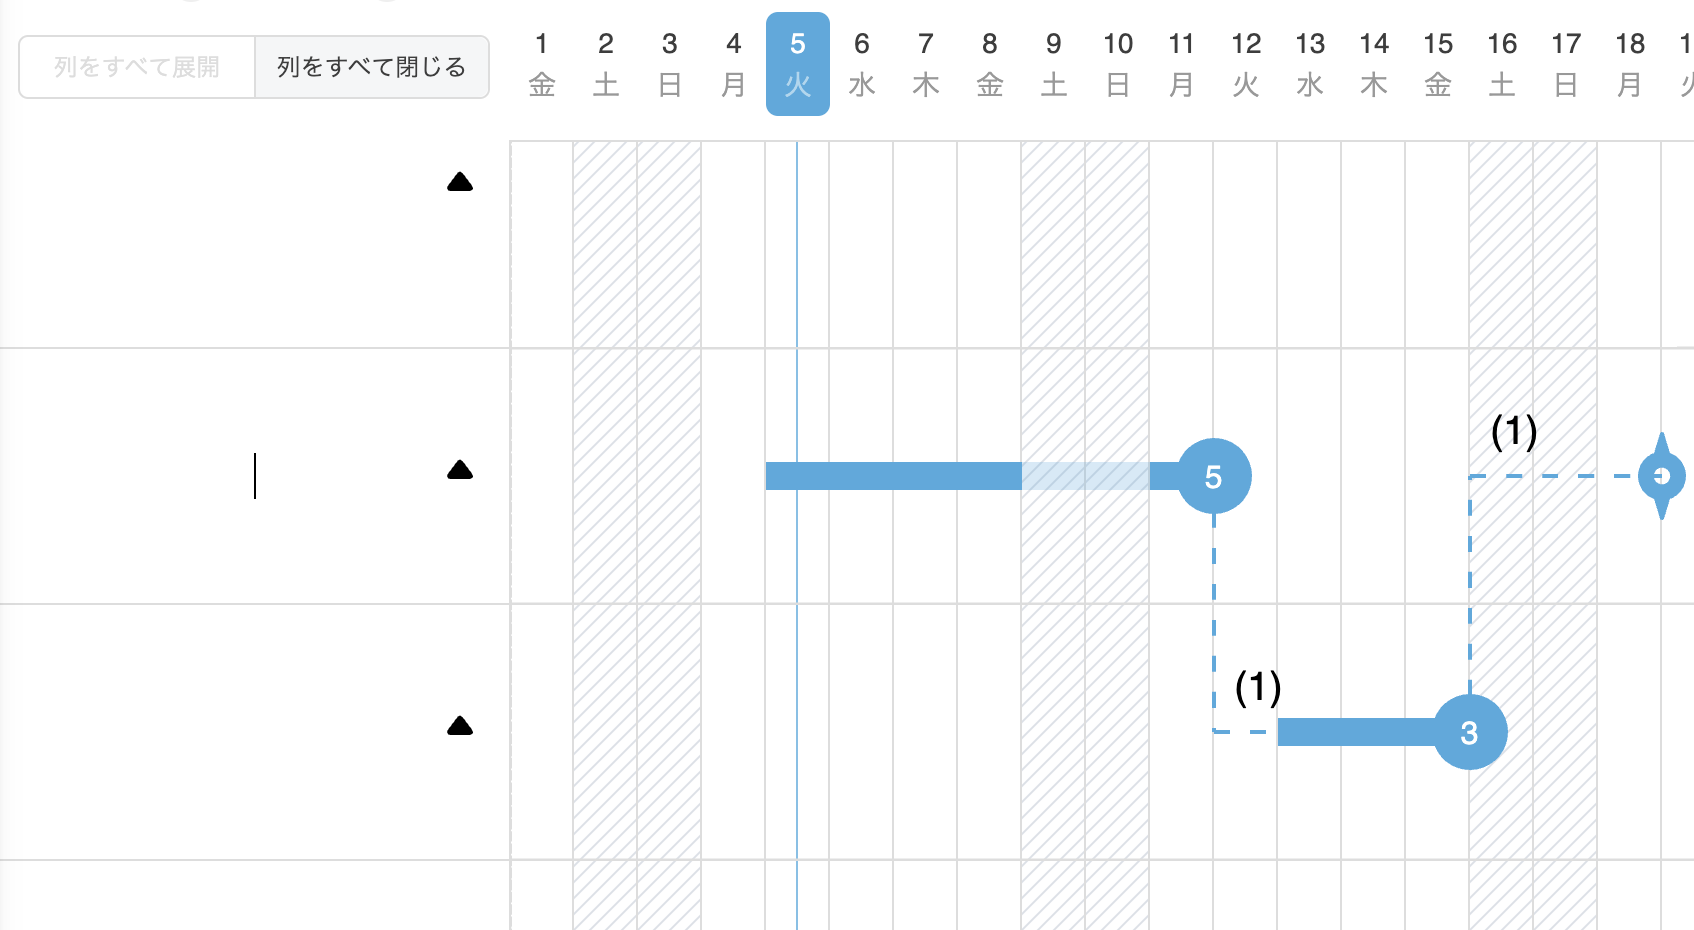 列をすべて展開 列をすべて閉じる
1 2 3 4 5 6 7 8 9 10 11 12 13 14 15 16 17 18
金 土 日 月 火 水 木 金 土 日 月 火 水 木 金 土 日 月 火
(1)
5
(1)
3